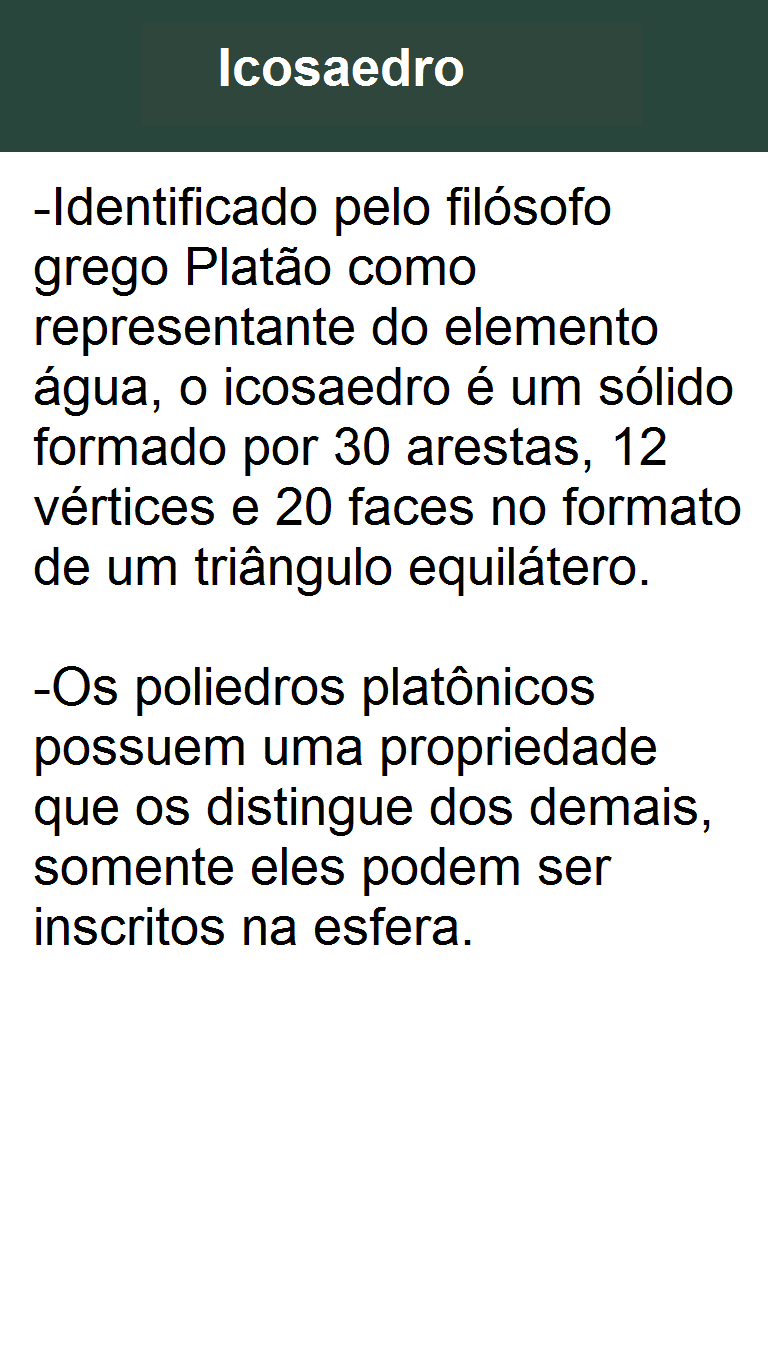 Icosaedro
-Identificado pelo filósofo
grego Platão como
representante do elemento
água, o icosaedro é um sólido
formado por 30 arestas, 12
vértices e 20 faces no formato
de um triângulo equilátero.
-Os poliedros platônicos
possuem uma propriedade
que os distingue dos demais,
somente eles podem ser
inscritos na esfera.